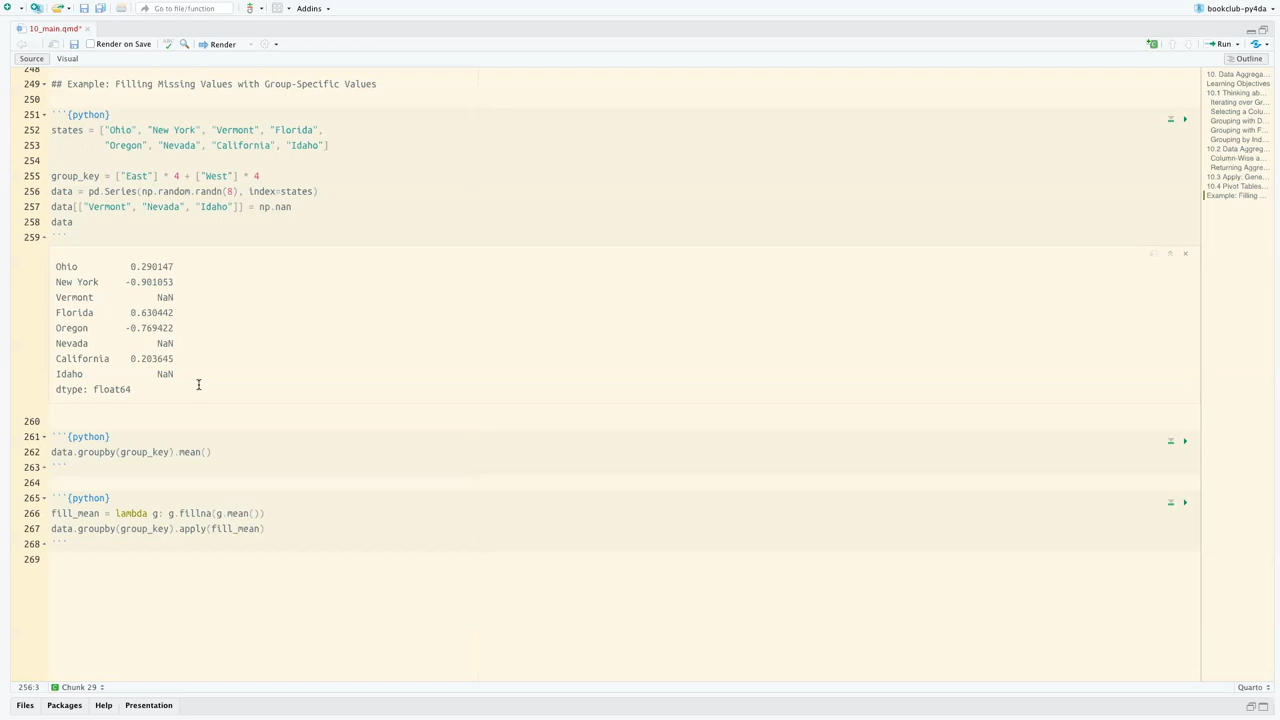 Go to file/function
Addins
bookclub-py4da
10_main.qmd*
Render on Save
Render
Run
Source
Visual
Outline
248
249 ## Example: Filling Missing Values with Group-Specific Values
250
251 ```{python}
252 states = ["Ohio", "New York", "Vermont", "Florida",
253 "Oregon", "Nevada", "California", "Idaho"]
254
255 group_key = ["East"] * 4 + ["West"] * 4
256 data = pd.Series(np.random.randn(8), index=states)
257 data[["Vermont", "Nevada", "Idaho"]] = np.nan
258 data
259 ```
Ohio 0.290147
New York -0.901053
Vermont NaN
Florida 0.630442
Oregon -0.769422
Nevada NaN
California 0.203645
Idaho NaN
dtype: float64
260
261 ```{python}
262 data.groupby(group_key).mean()
263 ```
264
265 ```{python}
266 fill_mean = lambda g: g.fillna(g.mean())
267 data.groupby(group_key).apply(fill_mean)
268 ```
269
10. Data Aggrega...
Learning Objectives
10.1 Thinking ab...
Iterating over Gr...
Selecting a Colu...
Grouping with D...
Grouping with F...
Grouping by Ind...
10.2 Data Aggreg...
Column-Wise a...
Returning Aggre...
10.3 Apply: Gene...
10.4 Pivot Tables...
Example: Filling ...
256:3
Chunk 29
Quarto
Files
Packages
Help
Presentation